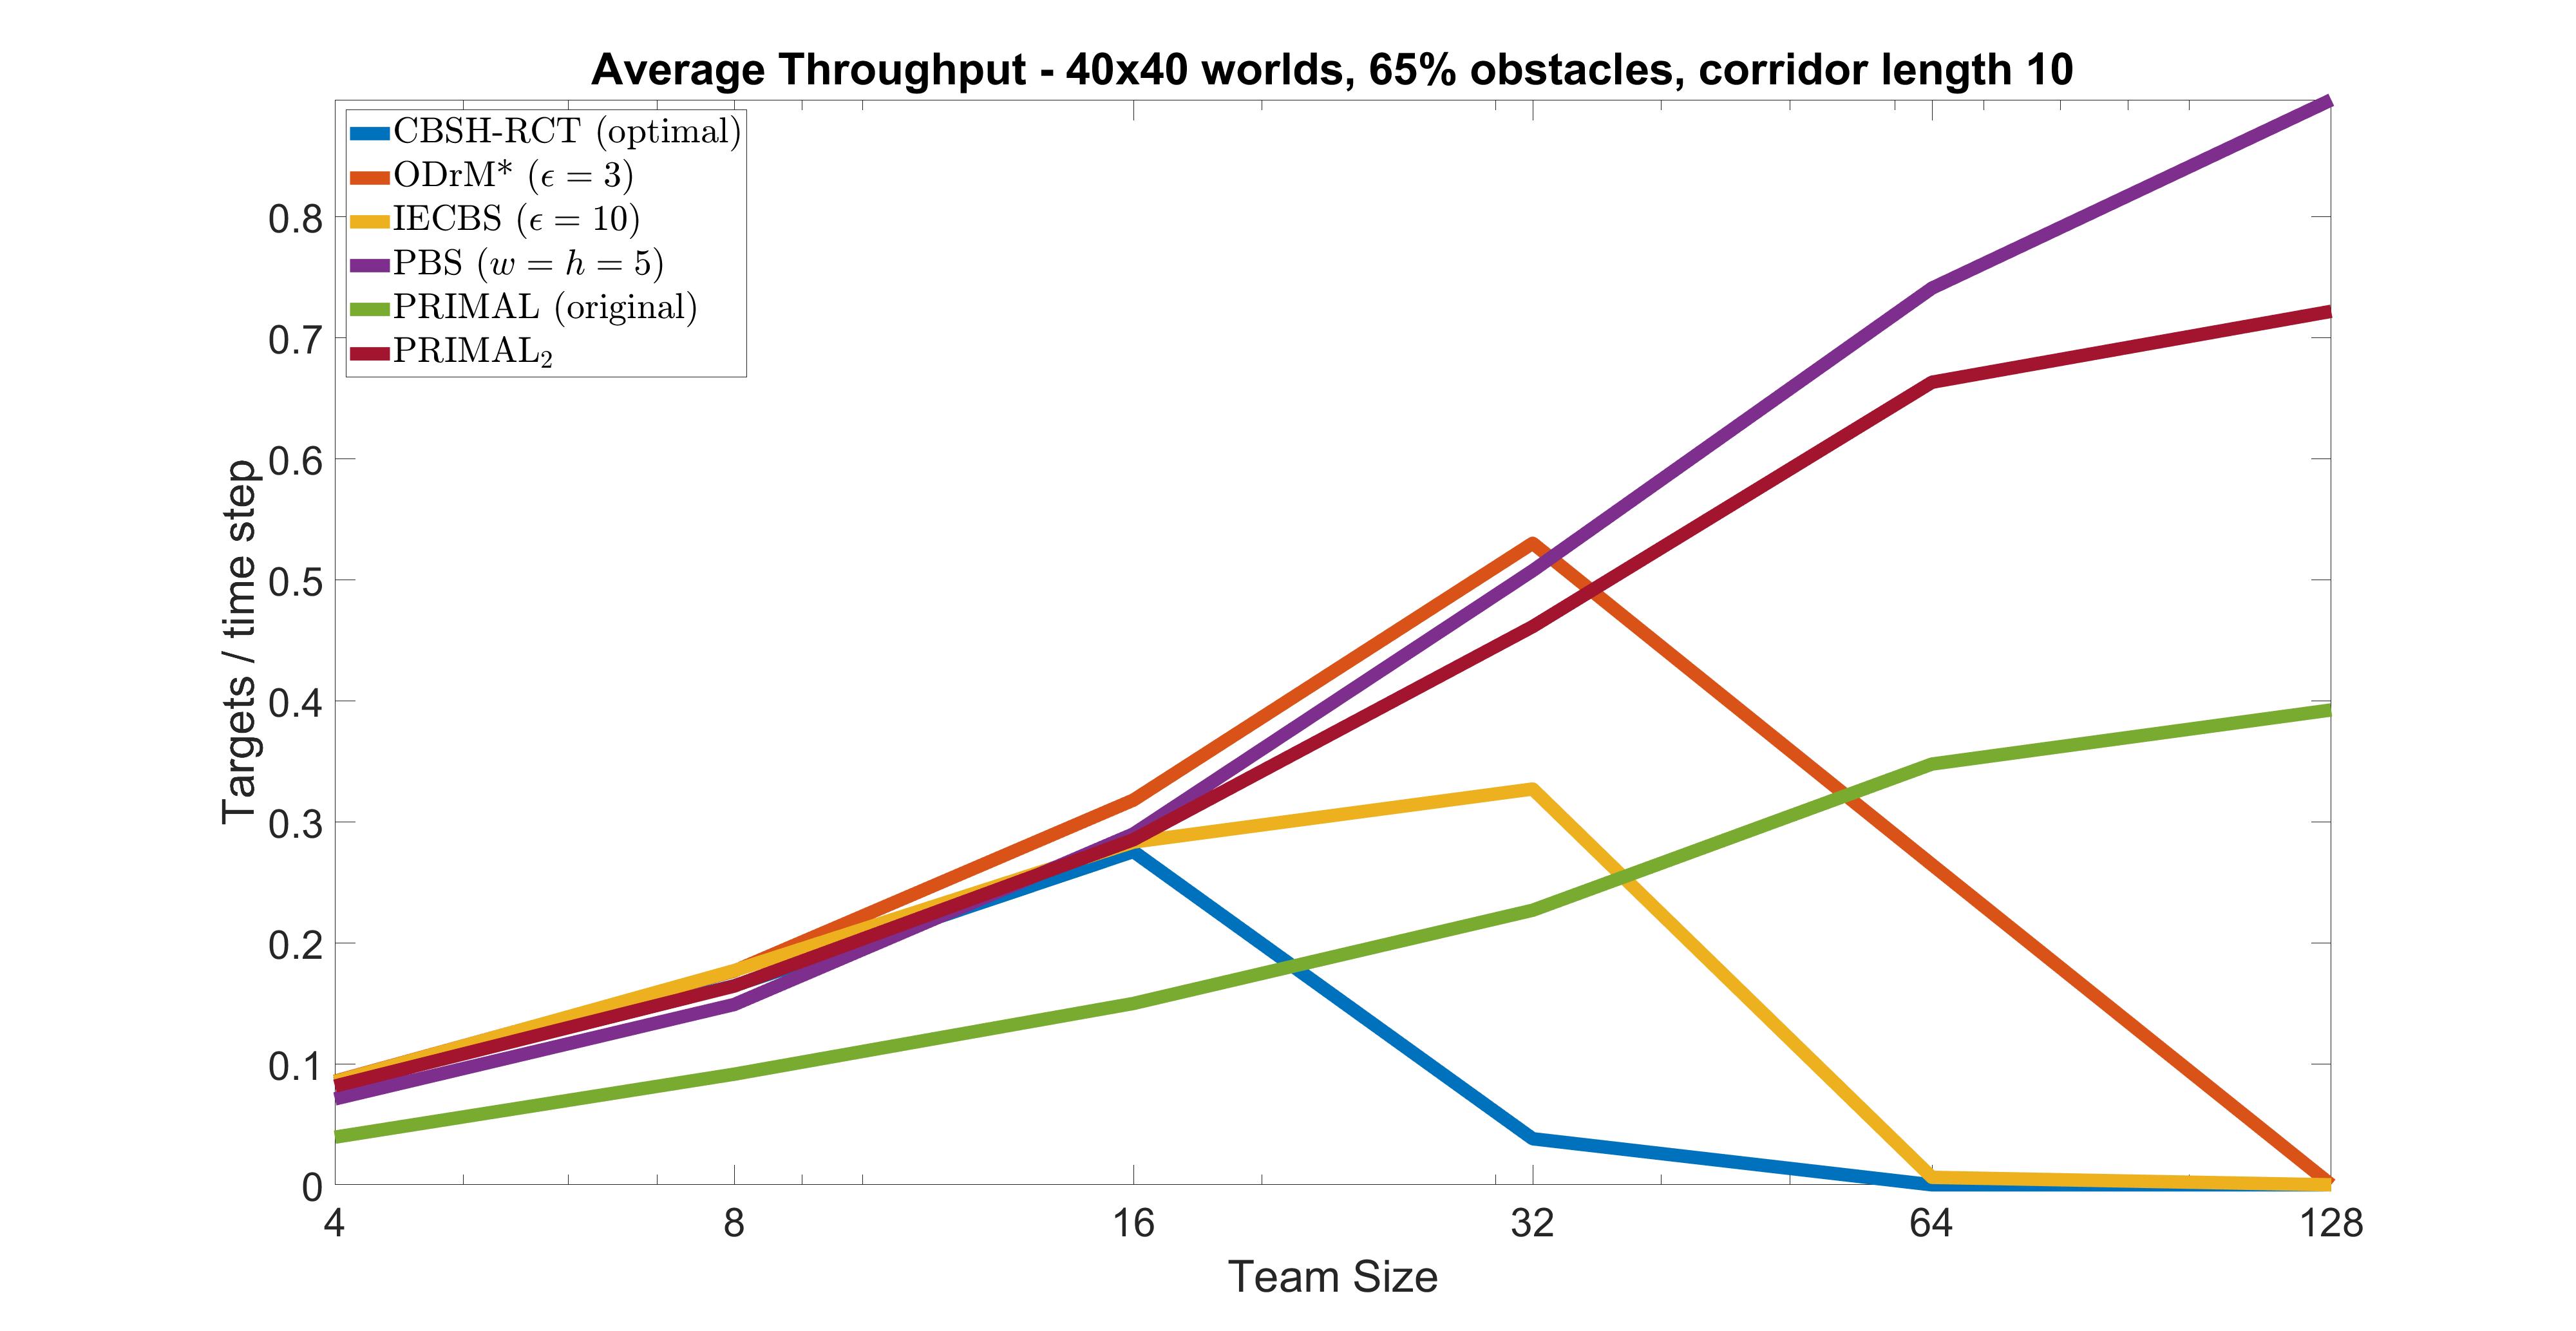 Average Throughput - 40x40 worlds, 65% obstacles, corridor length 10
CBSH-RCT (optimal)
ODrM* (ϵ = 3)
IECBS (ϵ = 10)
PBS (w = h = 5)
PRIMAL (original)
PRIMAL₂
Targets / time step
0.8
0.7
0.6
0.5
0.4
0.3
0.2
0.1
0
4 8 16 32 64 128
Team Size